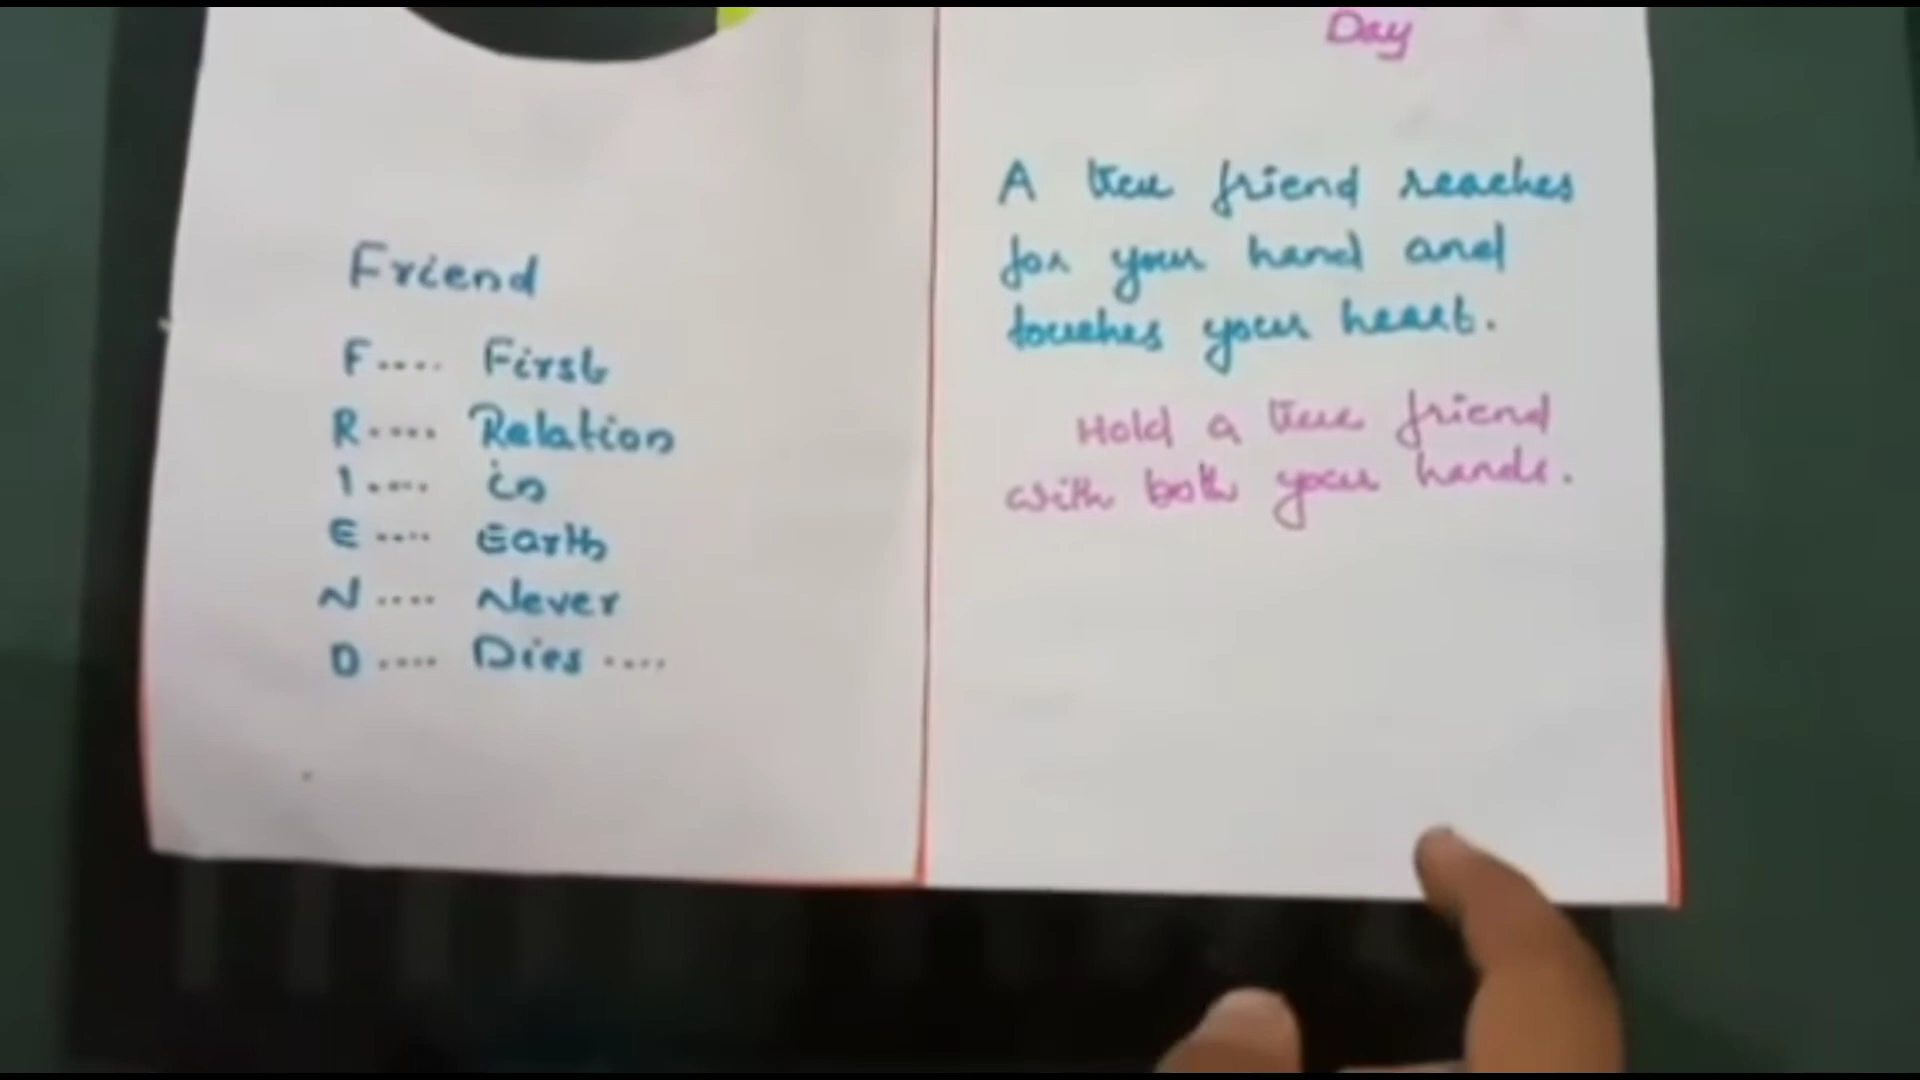 Friend
F.... First
R.... Relation
I.... in
E.... Earth
N.... Never
D.... Dies ....
Day
A true friend reaches
for your hand and
touches your heart.
Hold a true friend
with both your hands.